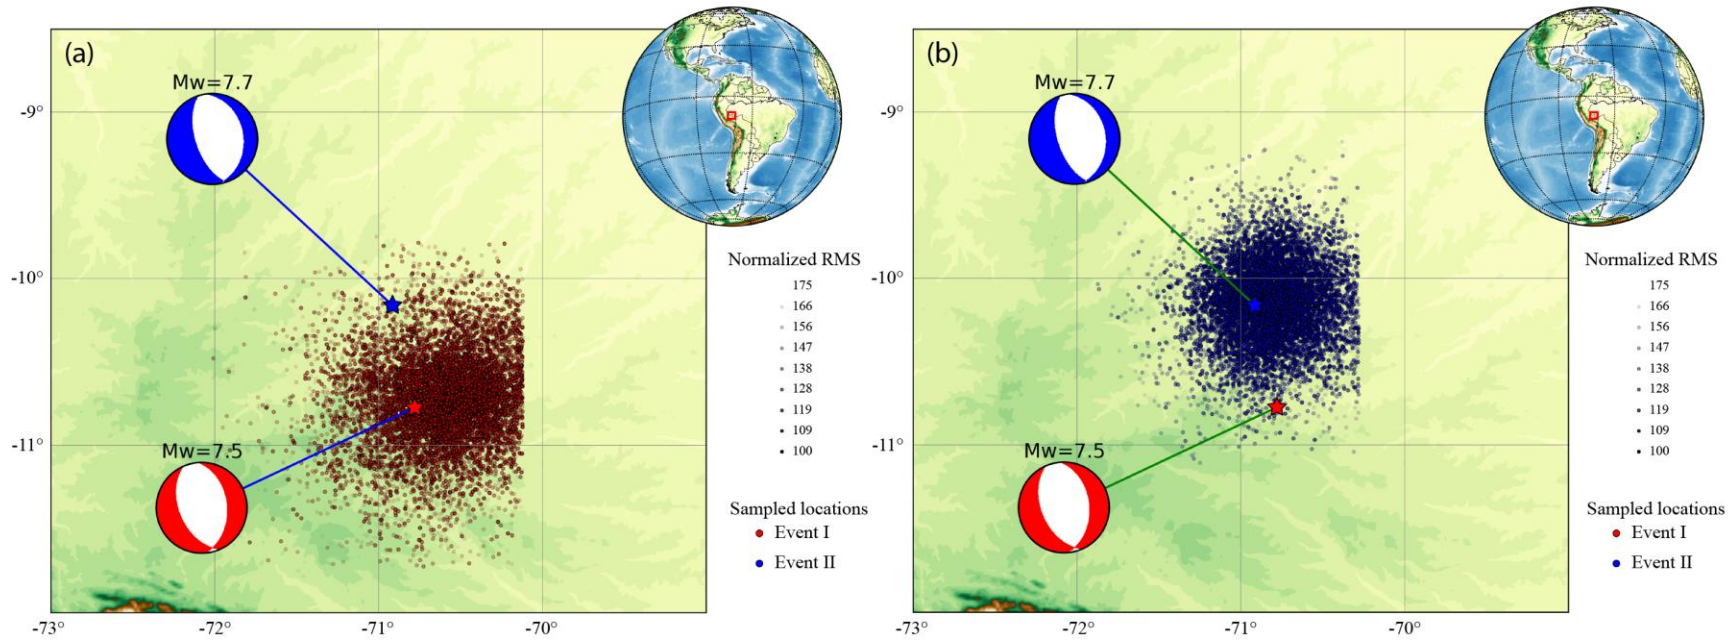 (a)
Mw=7.7
-9°
-10°
-11°
Mw=7.5
-73°
-72°
-71°
-70°
Normalized RMS
175
166
156
147
138
128
119
109
100
Sampled locations
Event I
Event II
(b)
Mw=7.7
-9°
-10°
-11°
Mw=7.5
-73°
-72°
-71°
-70°
Normalized RMS
175
166
156
147
138
128
119
109
100
Sampled locations
Event I
Event II